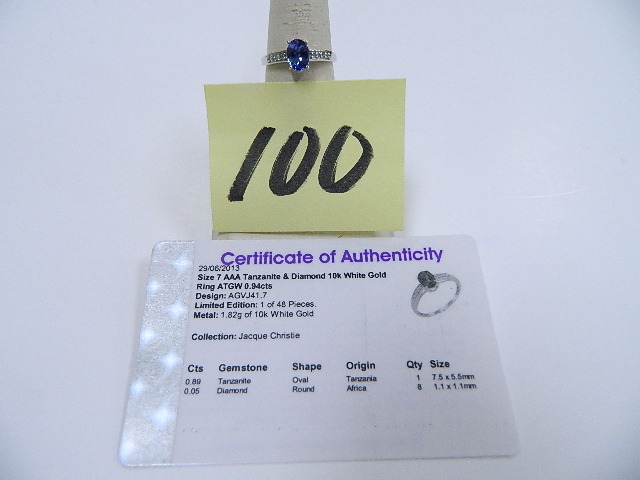 100
Certificate of Authenticity
29/06/2013
Size 7 AAA Tanzanite & Diamond 10k White Gold
Ring ATGW 0.94cts
Design: AGVJ41.7
Limited Edition: 1 of 48 Pieces.
Metal: 1.82g of 10k White Gold
Collection: Jacque Christie
Cts Gemstone Shape Origin Qty Size
0.89 Tanzanite Oval Tanzania 1 7.5 x 5.5mm
0.05 Diamond Round Africa 8 1.1 x 1.1mm